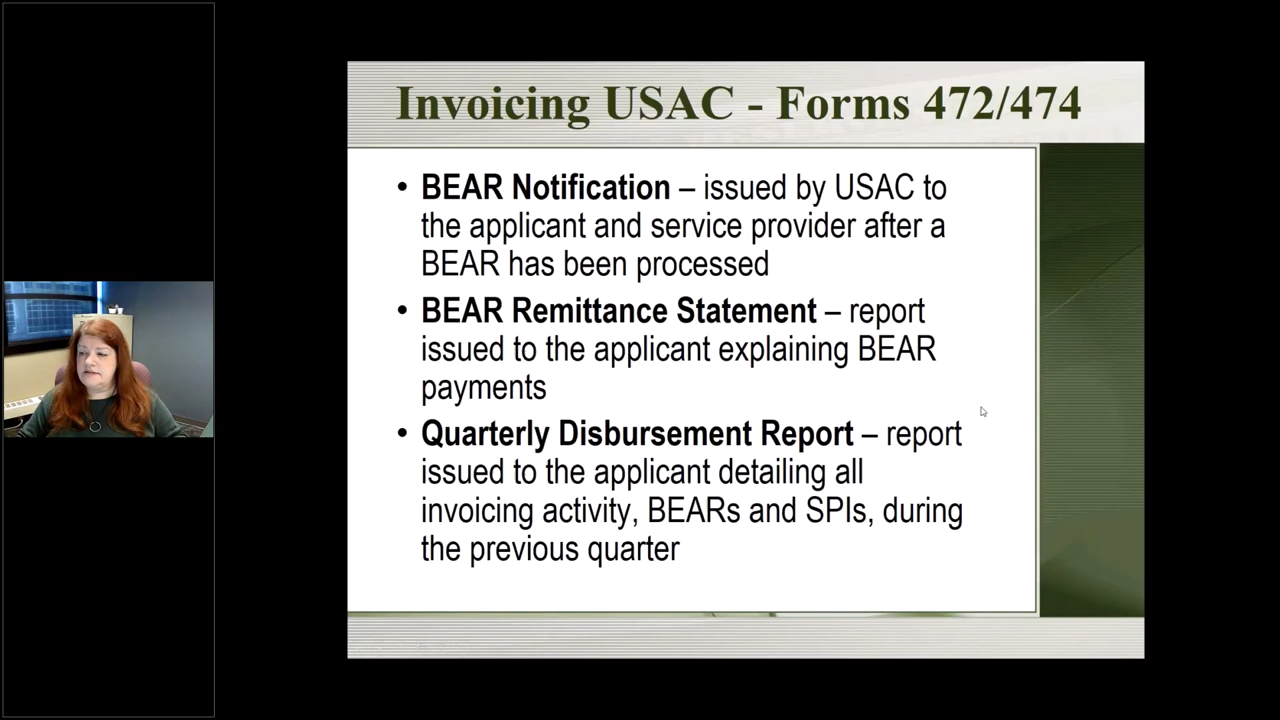 Invoicing USAC - Forms 472/474
• BEAR Notification – issued by USAC to
the applicant and service provider after a
BEAR has been processed
• BEAR Remittance Statement – report
issued to the applicant explaining BEAR
payments
• Quarterly Disbursement Report – report
issued to the applicant detailing all
invoicing activity, BEARs and SPIs, during
the previous quarter